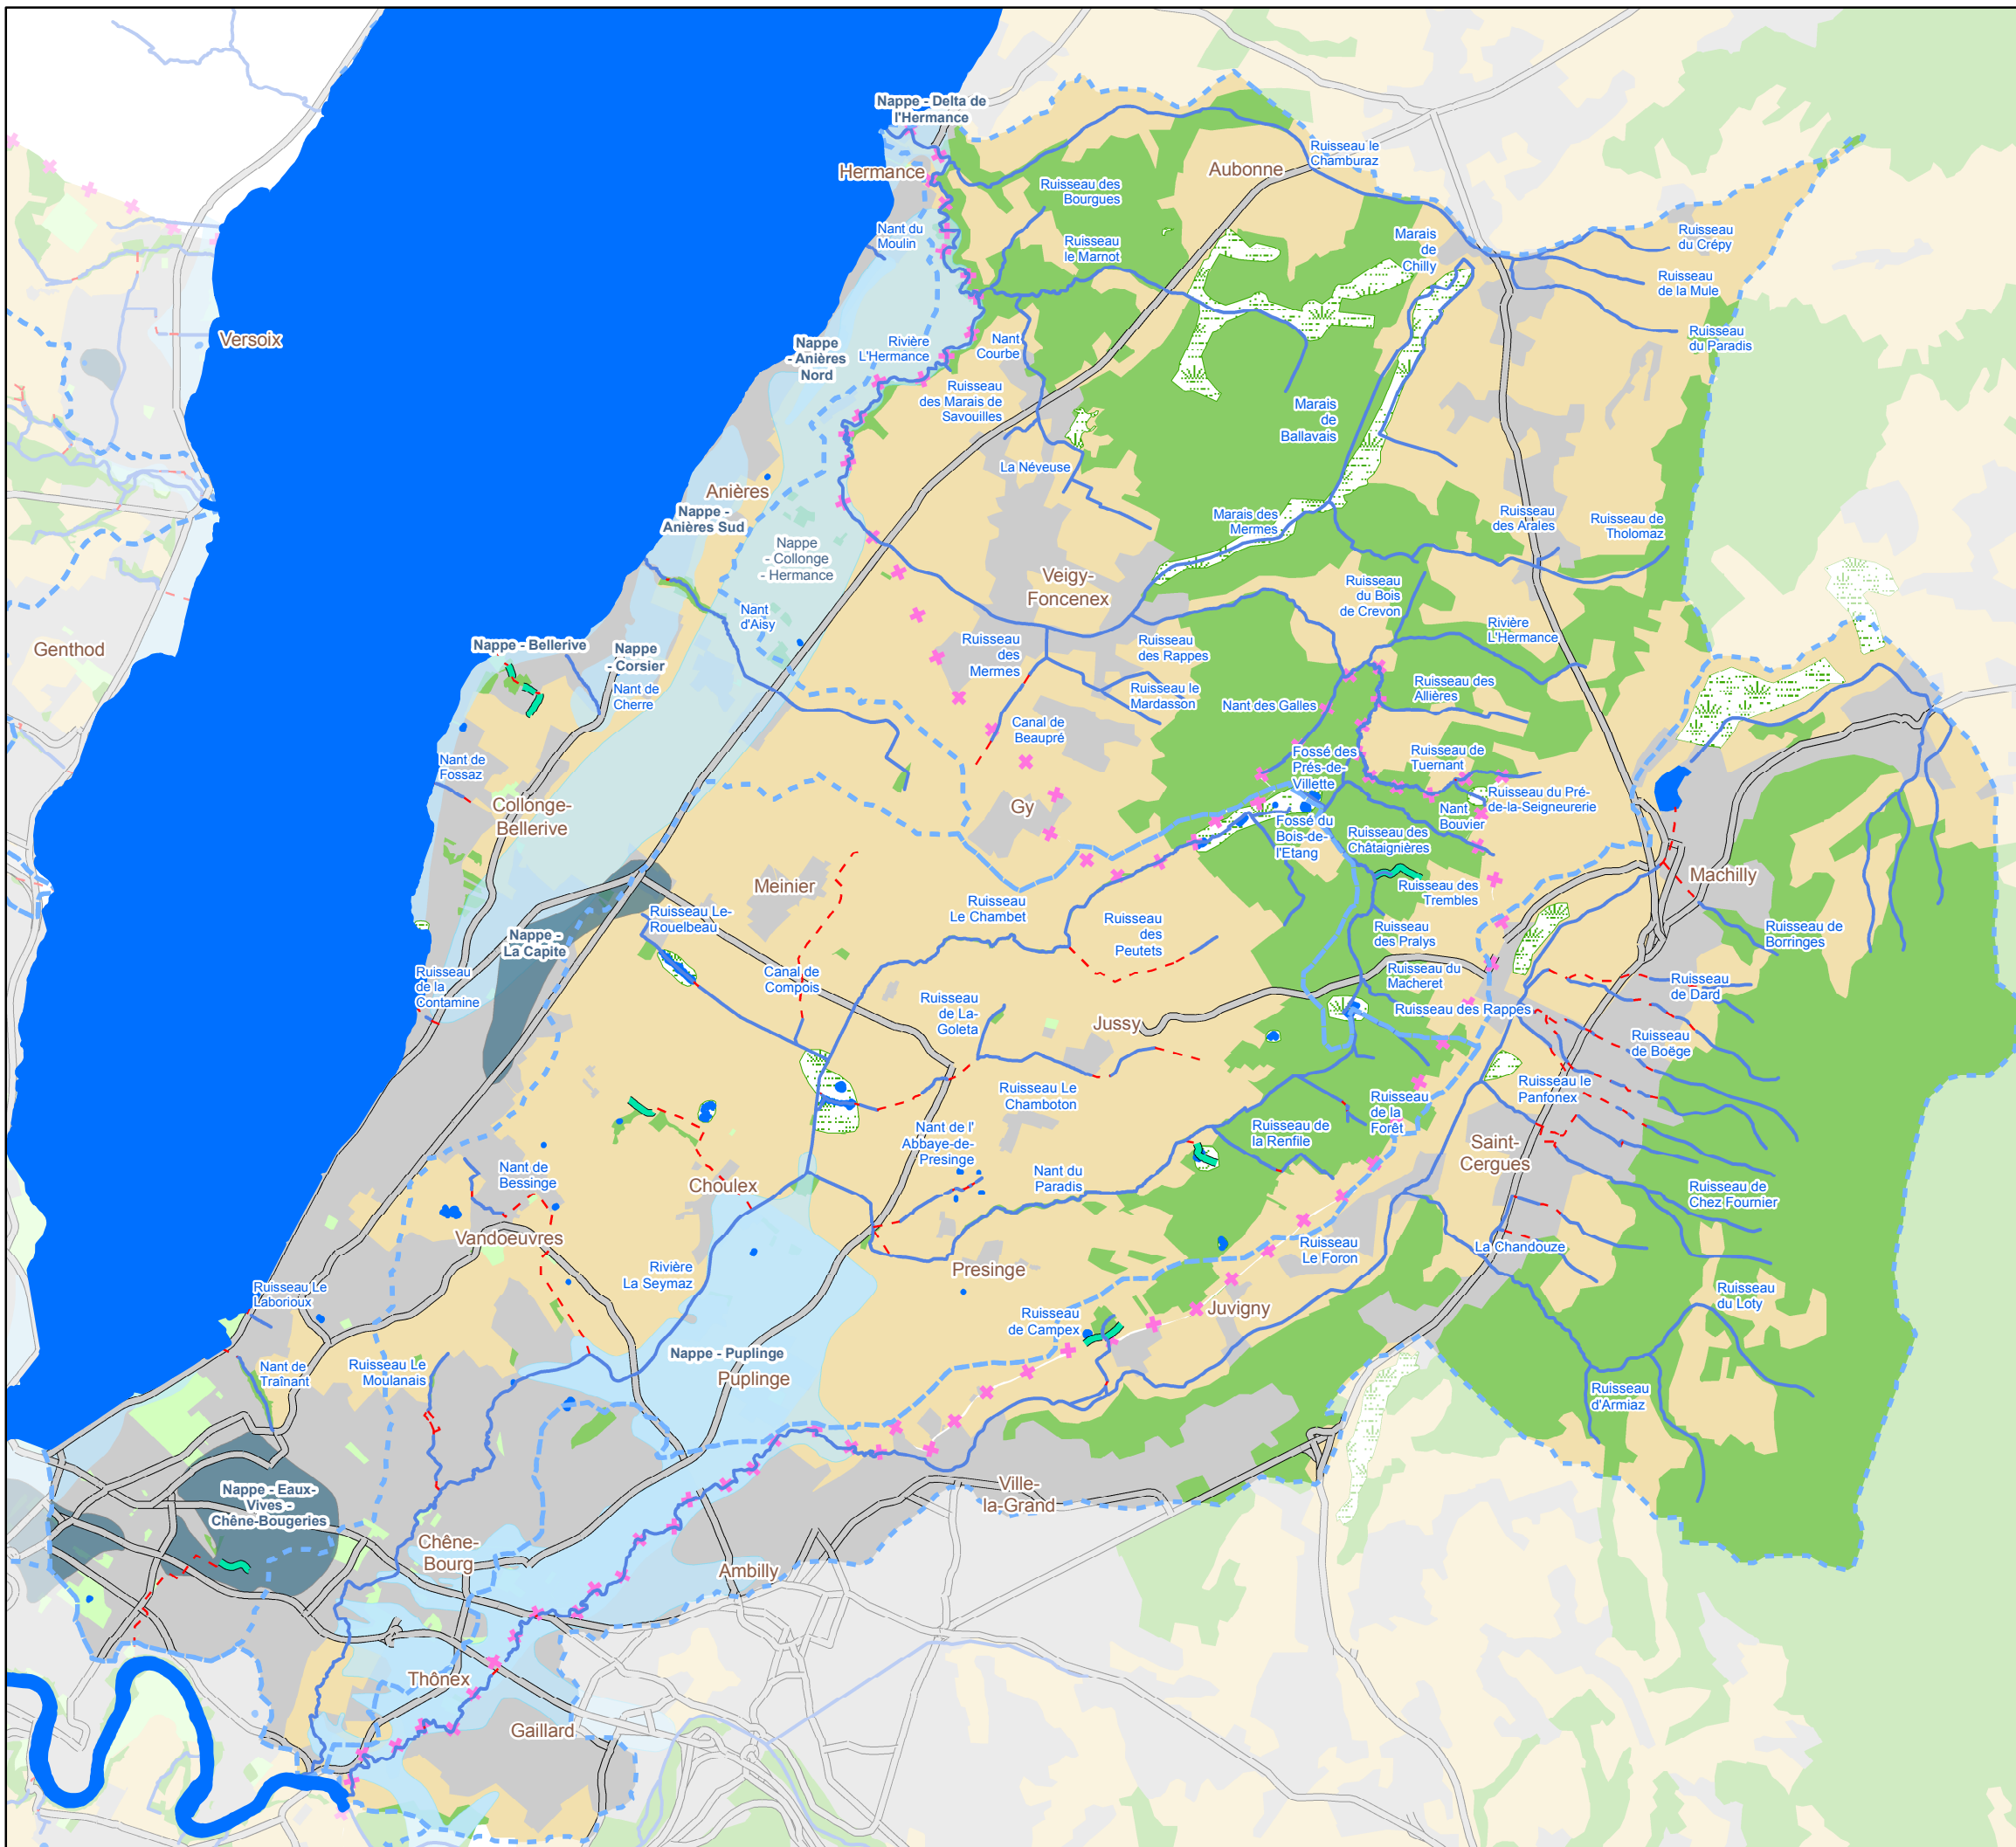 Nappe - Delta de
l'Hermance
Hermance
Aubonne
Ruisseau le
Chamburaz
Ruisseau des
Bourgues
Nant du
Moulin
Ruisseau
le Marnot
Marais
de
Chilly
Ruisseau
du Crépy
Ruisseau
de la Mule
Ruisseau
du Paradis
Versoix
Nappe
- Anières
Nord
Rivière
L'Hermance
Nant
Courbe
Ruisseau
des Marais de
Savouilles
Marais
de
Ballavais
La Néveuse
Anières
Nappe -
Anières Sud
Nappe
- Collonge
- Hermance
Marais des
Mermes
Ruisseau
des Arales
Ruisseau de
Tholomaz
Veigy-
Foncenex
Ruisseau
du Bois
de Crevon
Nant
d'Aisy
Rivière
L'Hermance
Genthod
Nappe - Bellerive
Nappe
- Corsier
Ruisseau
des
Mermes
Ruisseau
des Rappes
Nant de
Cherre
Ruisseau le
Mardasson
Nant des Galles
Ruisseau des
Allières
Canal de
Beaupré
Nant de
Fossaz
Fossé des
Prés-de-
Villette
Ruisseau de
Tuernant
Ruisseau du Pré-
de-la-Seigneurerie
Nant
Bouvier
Collonge-
Bellerive
Gy
Fossé du
Bois-de-
l'Etang
Ruisseau des
Châtaignières
Meinier
Machilly
Ruisseau des
Trembles
Ruisseau Le-
Rouelbeau
Ruisseau
Le Chambet
Ruisseau
des
Peutets
Nappe -
La Capite
Ruisseau
des Pralys
Ruisseau de
Borringes
Ruisseau
de la
Contamine
Canal de
Compois
Ruisseau du
Macheret
Ruisseau
de Dard
Ruisseau
de La-
Goleta
Jussy
Ruisseau des Rappes
Ruisseau
de Boëge
Ruisseau Le
Chamboton
Ruisseau le
Panfonex
Ruisseau
de la
Forêt
Nant de l'
Abbaye-de-
Presinge
Ruisseau de
la Renfile
Saint-
Cergues
Nant de
Bessinge
Choulex
Nant du
Paradis
Ruisseau de
Chez Fournier
Vandoeuvres
Ruisseau
Le Foron
La Chandouze
Rivière
La Seymaz
Presinge
Ruisseau Le
Laborioux
Ruisseau
de Campex
Juvigny
Ruisseau
du Loty
Nant de
Traînant
Ruisseau Le
Moulanais
Nappe - Puplinge
Puplinge
Ruisseau
d'Armiaz
Nappe - Eaux-
Vives -
Chêne-Bougeries
Ville-
la-Grand
Chêne-
Bourg
Ambilly
Thônex
Gaillard